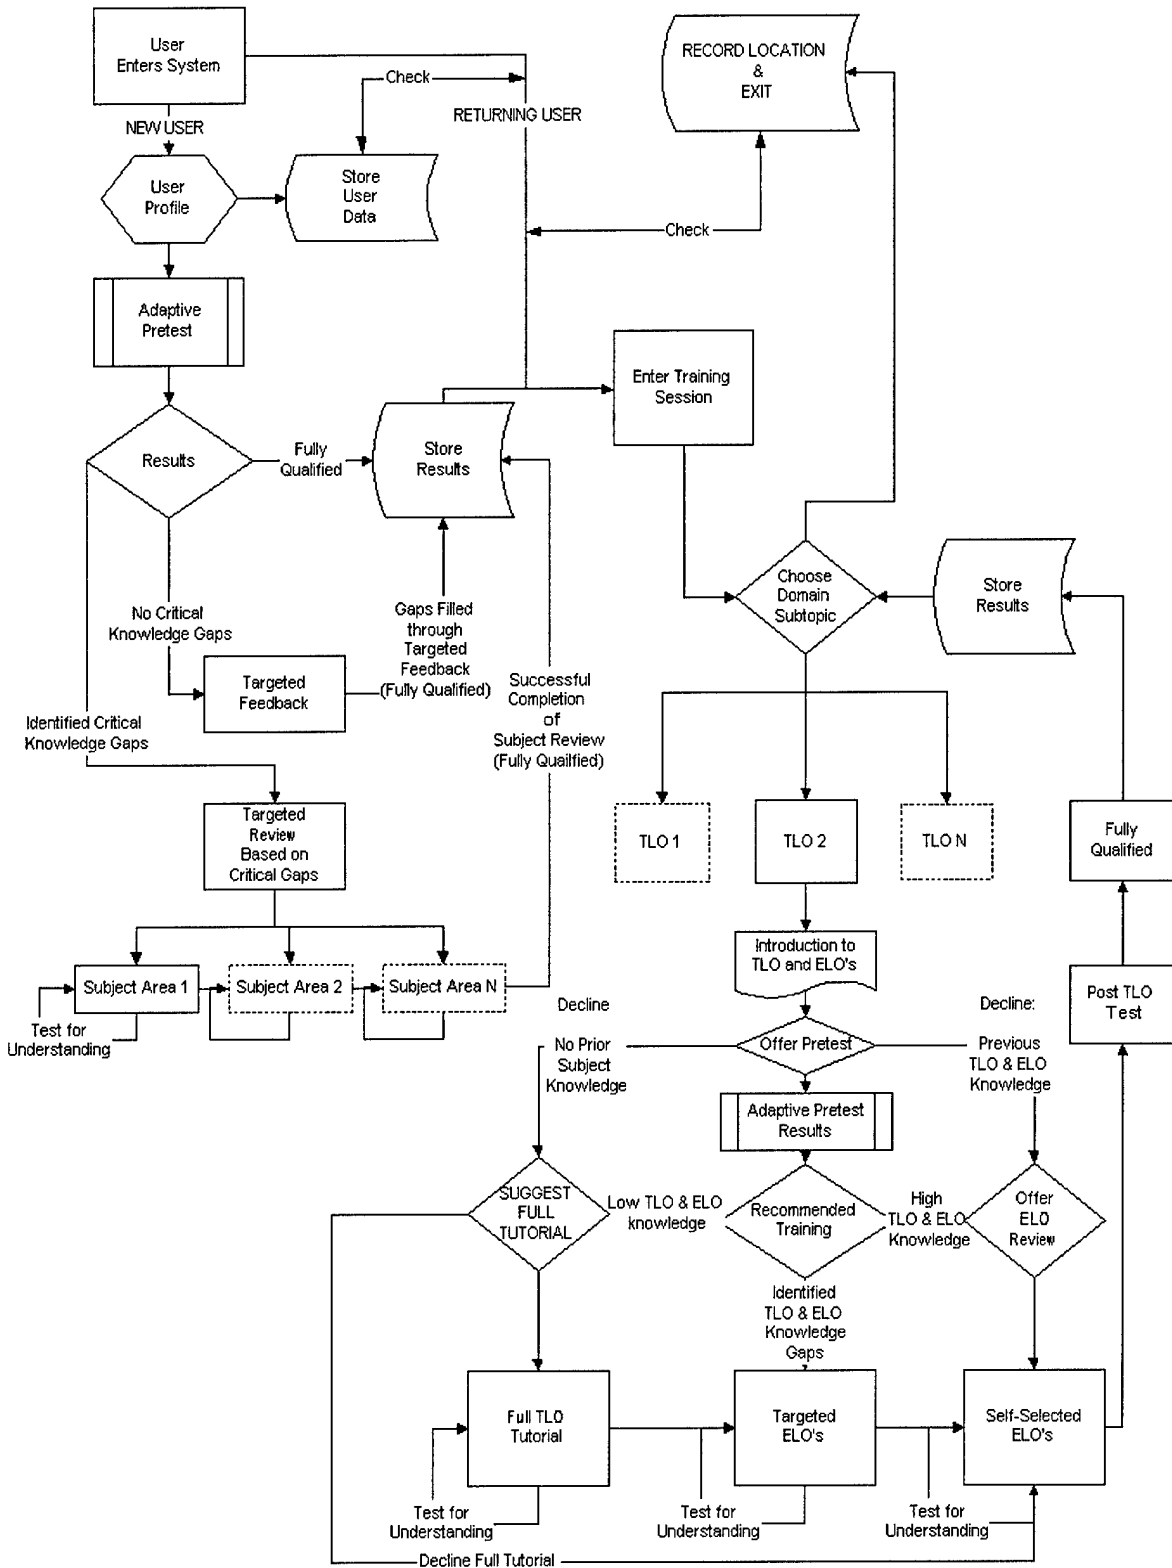 User
Enters System
Check
RECORD LOCATION
&
EXIT
NEW USER
RETURNING USER
User
Profile
Store
User
Data
Check
Adaptive
Pretest
Enter Training
Session
Results
Fully
Qualified
Store
Results
Choose
Domain
Subtopic
Store
Results
No Critical
Knowledge Gaps
Gaps Filled
through
Targeted
Feedback
(Fully Qualified)
Targeted
Feedback
Successful
Completion
of
Subject Review
(Fully Quailfied)
Identified Critical
Knowledge Gaps
Targeted
Review
Based on
Critical Gaps
TLO 1
TLO 2
TLO N
Fully
Qualified
Introduction to
TLO and ELO's
Subject Area 1
Subject Area 2
Subject Area N
Test for
Understanding
Decline
Decline:
Post TLO
Test
No Prior
Subject
Knowledge
Offer Pretest
Previous
TLO & ELO
Knowledge
Adaptive Pretest
Results
SUGGEST
FULL
TUTORIAL
Low TLO & ELO
knowledge
Recommended
Training
High
TLO & ELO
Knowledge
Offer
ELO
Review
Identified
TLO & ELO
Knowledge
Gaps
Full TLO
Tutorial
Targeted
ELO's
Self-Selected
ELO's
Test for
Understanding
Test for
Understanding
Test for
Understanding
Decline Full Tutorial